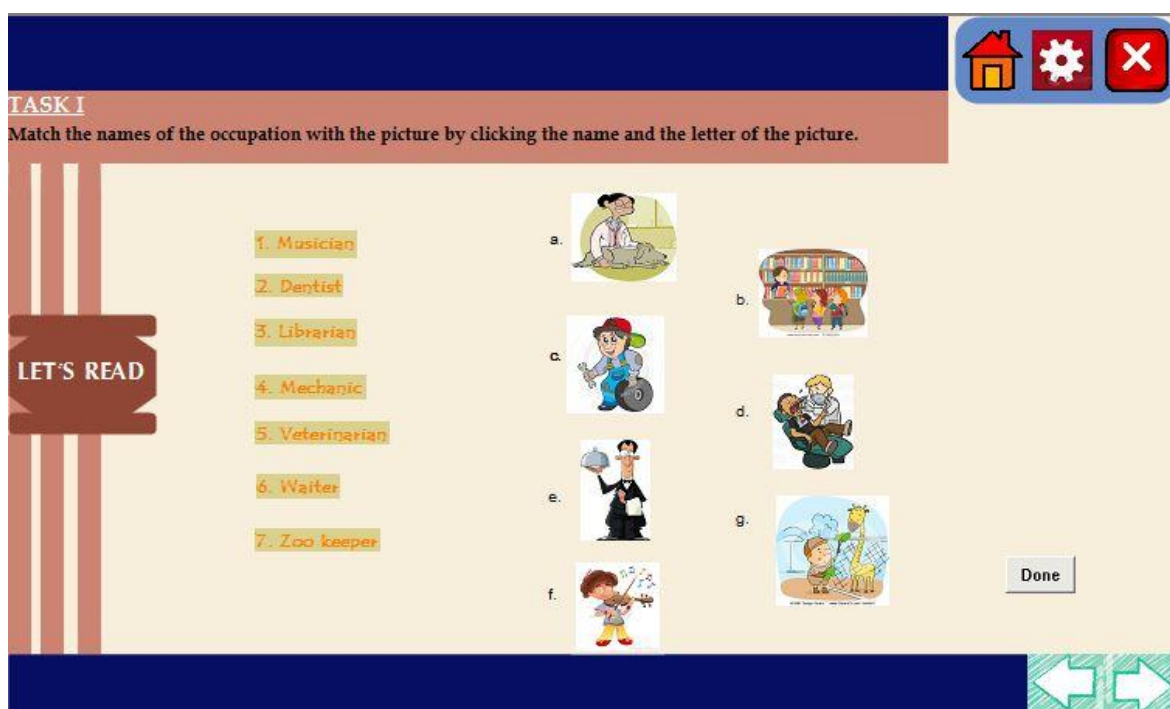 TASK I
Match the names of the occupation with the picture by clicking the name and the letter of the picture.
LET'S READ
1. Musician
2. Dentist
3. Librarian
4. Mechanic
5. Veterinarian
6. Waiter
7. Zoo keeper
a.
b.
c.
d.
e.
g.
f.
Done